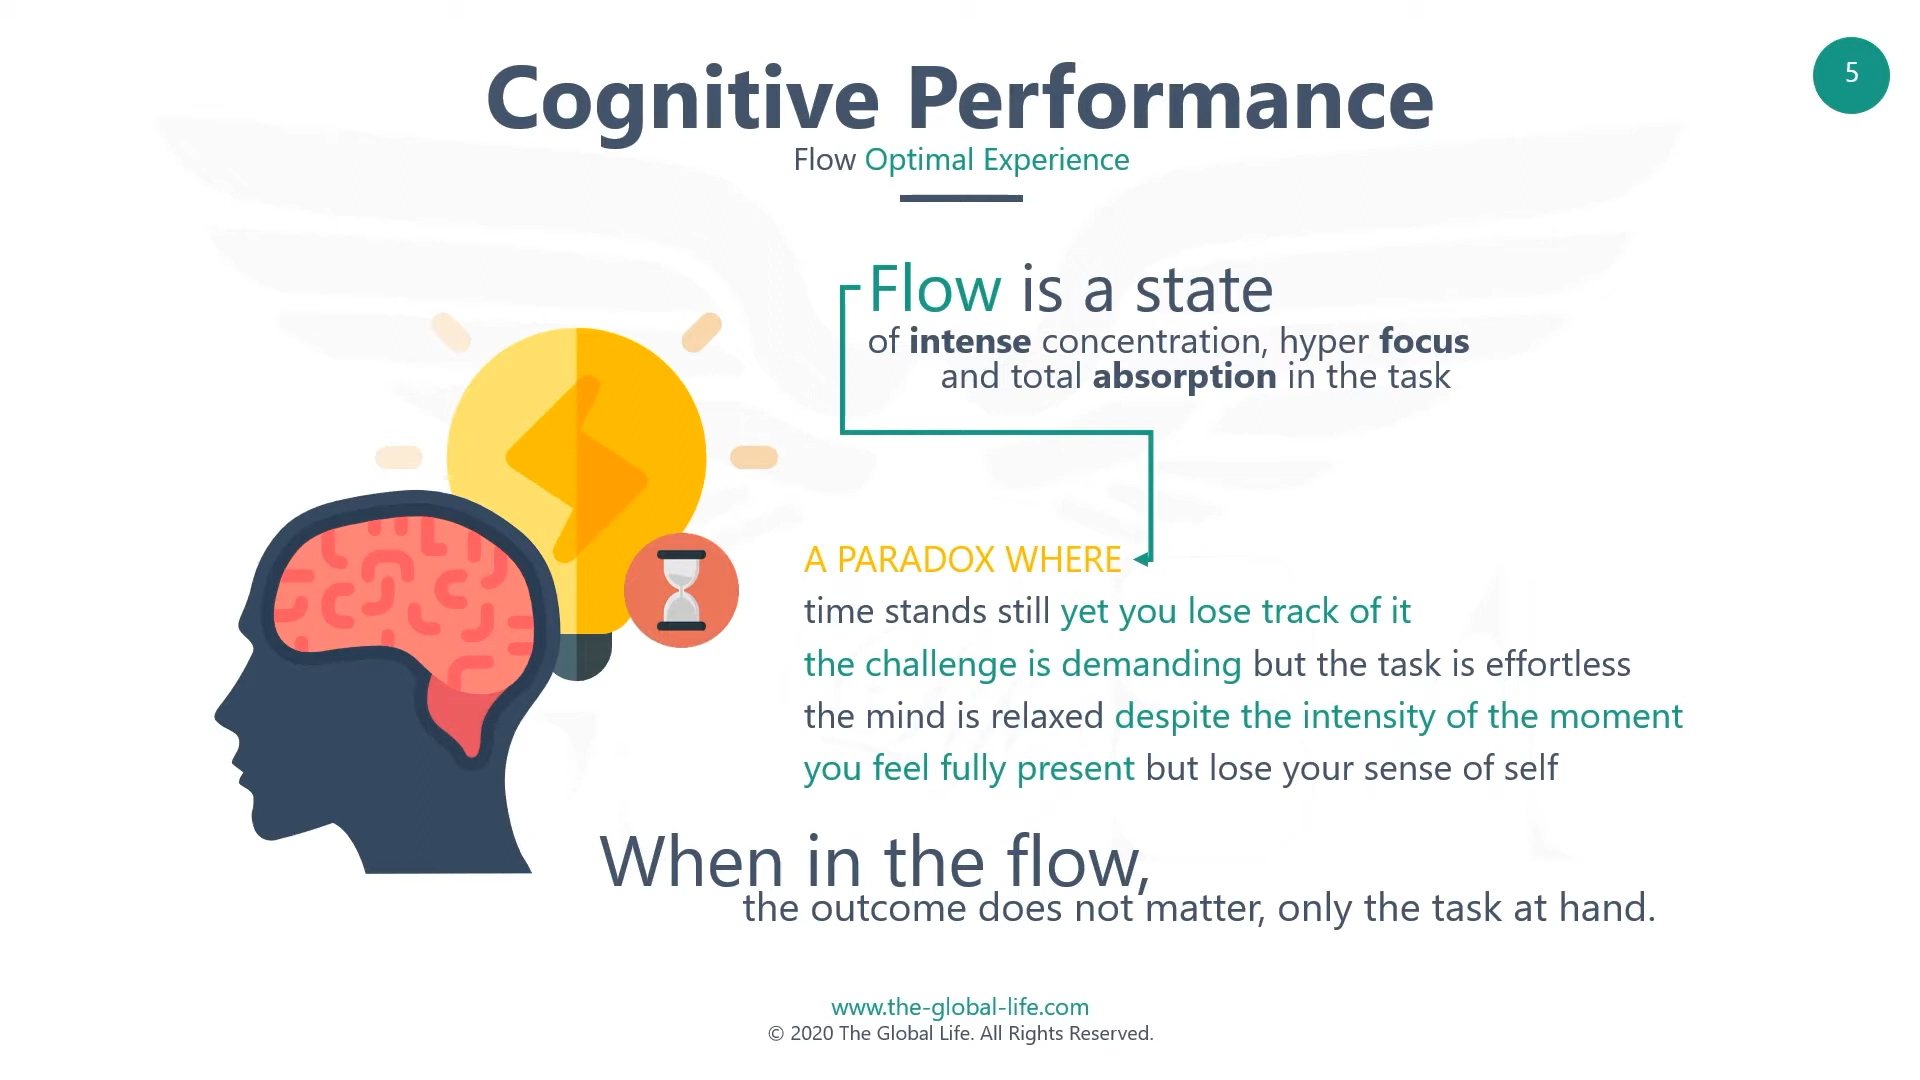 Cognitive Performance
5
Flow Optimal Experience
Flow is a state
of intense concentration, hyper focus
and total absorption in the task
A PARADOX WHERE
time stands still yet you lose track of it
the challenge is demanding but the task is effortless
the mind is relaxed despite the intensity of the moment
you feel fully present but lose your sense of self
When in the flow,
the outcome does not matter, only the task at hand.
www.the-global-life.com
© 2020 The Global Life. All Rights Reserved.